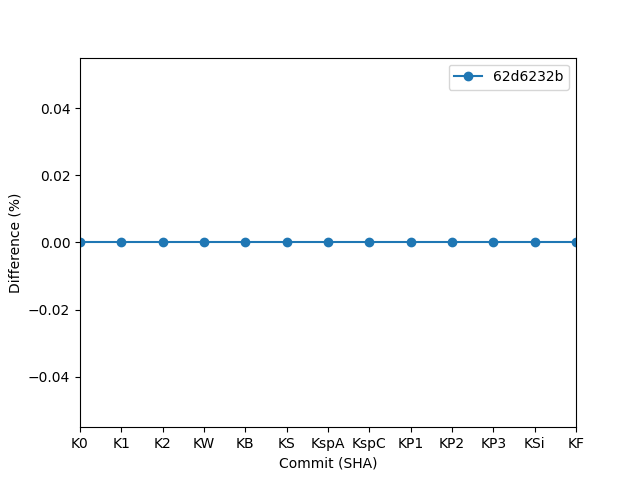 62d6232b
0.04
0.02
0.00
−0.02
−0.04
Difference (%)
K0 K1 K2 KW KB KS KspA KspC KP1 KP2 KP3 KSi KF
Commit (SHA)